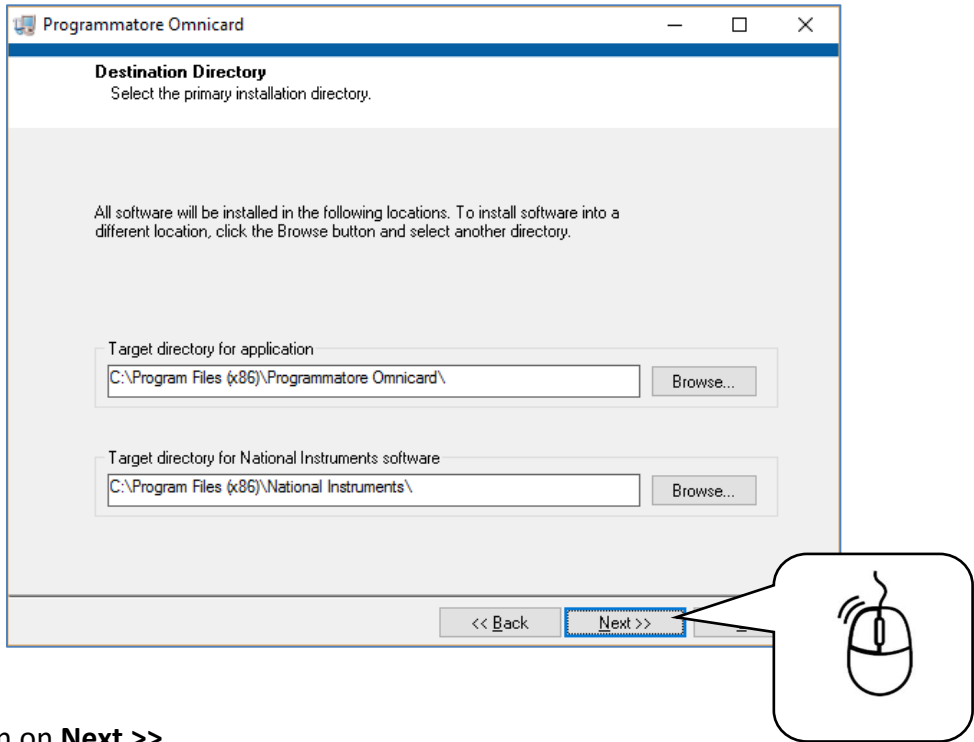 Programmatore Omnicard
Destination Directory
Select the primary installation directory.
All software will be installed in the following locations. To install software into a
different location, click the Browse button and select another directory.
Target directory for application
C:\Program Files (x86)\Programmatore Omnicard\
Browse...
Target directory for National Instruments software
C:\Program Files (x86)\National Instruments\
Browse...
<< Back Next >>
on Next >>